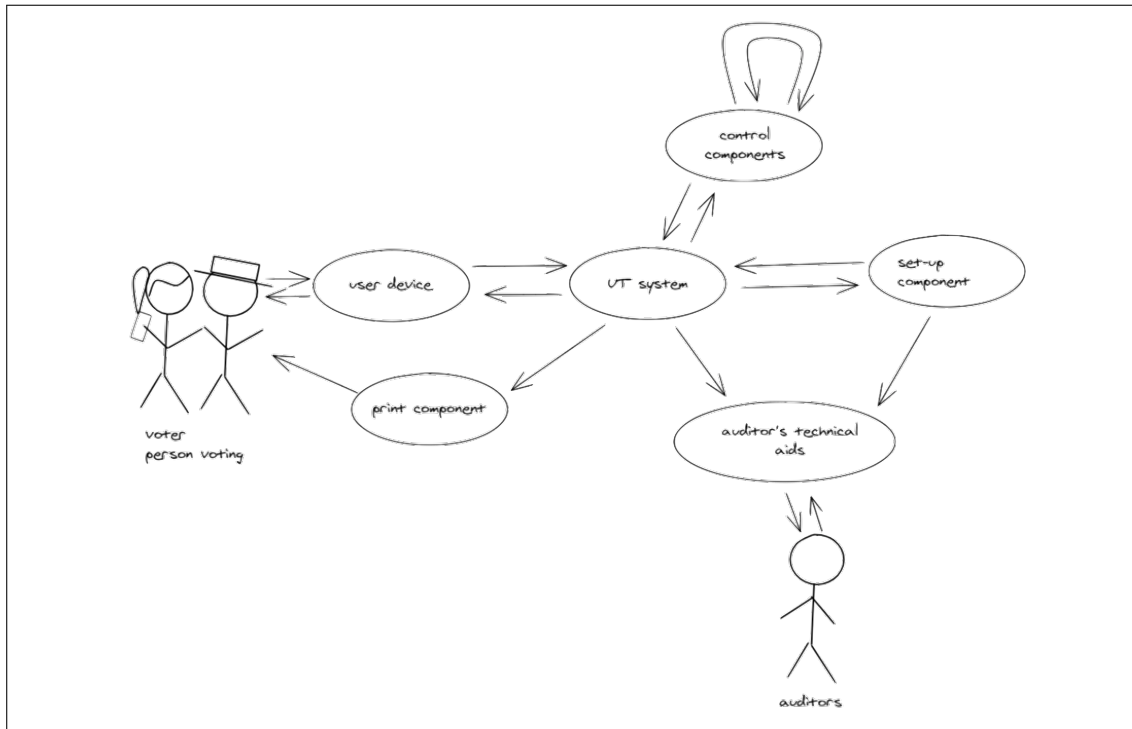 control
components
user device
UT system
set-up
component
print component
auditor's technical
aids
voter
person voting
auditors